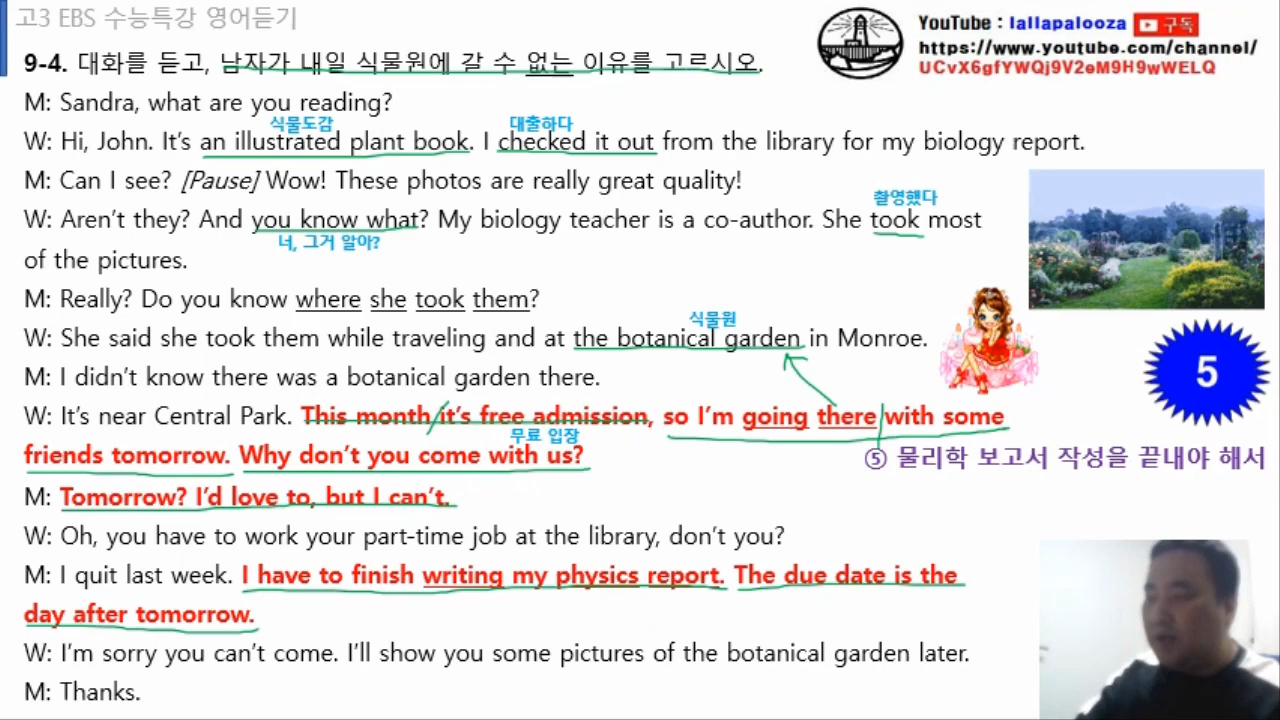 고3 EBS 수능특강 영어듣기
YouTube : lallapalooza 구독
https://www.youtube.com/channel/
UCvX6gfYWQj9V2eM9H9wWELQ
9-4. 대화를 듣고, 남자가 내일 식물원에 갈 수 없는 이유를 고르시오.
M: Sandra, what are you reading?
식물도감 대출하다
W: Hi, John. It's an illustrated plant book. I checked it out from the library for my biology report.
M: Can I see? [Pause] Wow! These photos are really great quality!
촬영했다
W: Aren't they? And you know what? My biology teacher is a co-author. She took most
너, 그거 알아?
of the pictures.
M: Really? Do you know where she took them?
식물원
W: She said she took them while traveling and at the botanical garden in Monroe.
M: I didn't know there was a botanical garden there.
5
W: It's near Central Park. This month it's free admission, so I'm going there with some
무료 입장
friends tomorrow. Why don't you come with us?
⑤ 물리학 보고서 작성을 끝내야 해서
M: Tomorrow? I'd love to, but I can't.
W: Oh, you have to work your part-time job at the library, don't you?
M: I quit last week. I have to finish writing my physics report. The due date is the
day after tomorrow.
W: I'm sorry you can't come. I'll show you some pictures of the botanical garden later.
M: Thanks.